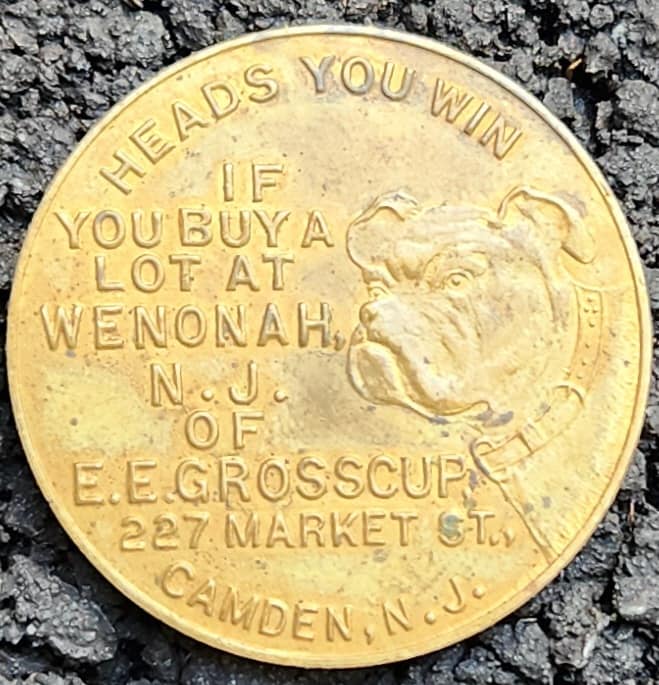 HEADS YOU WIN
IF
YOU BUY A
LOT AT
WENONAH,
N.J.
OF
E.E.GROSSCUP,
227 MARKET ST.,
CAMDEN, N.J.